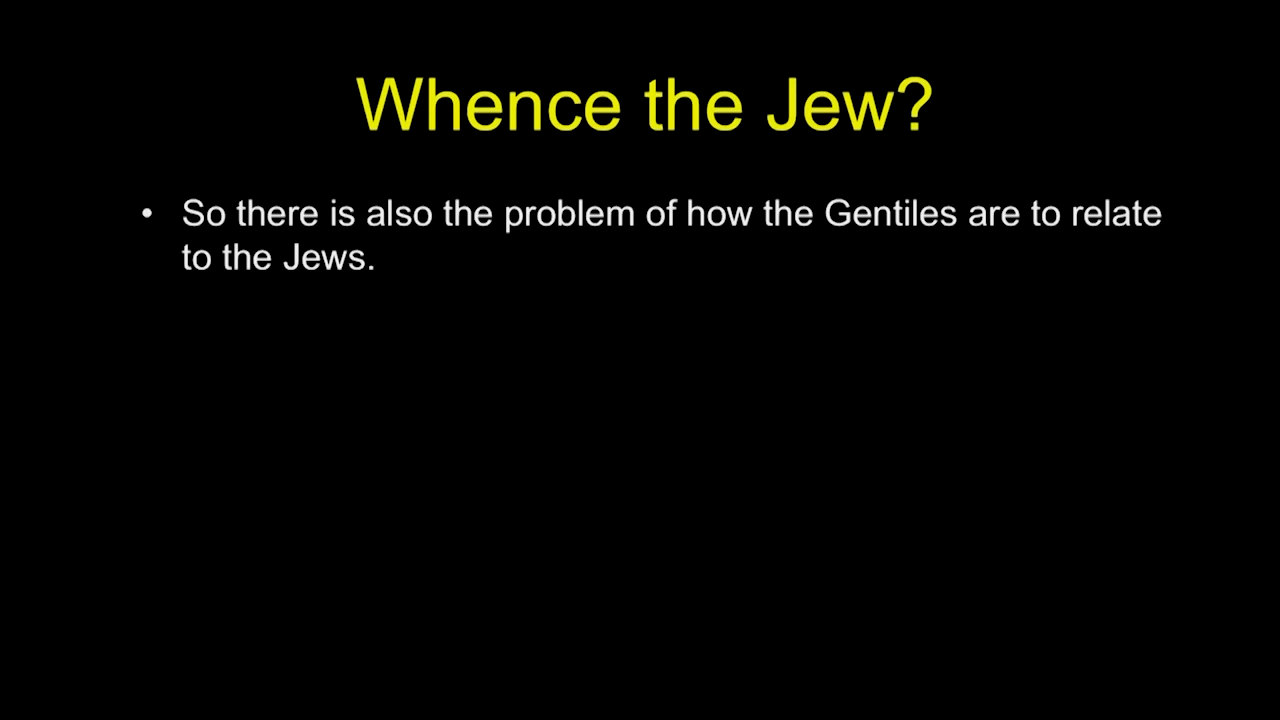 Whence the Jew?
• So there is also the problem of how the Gentiles are to relate
to the Jews.